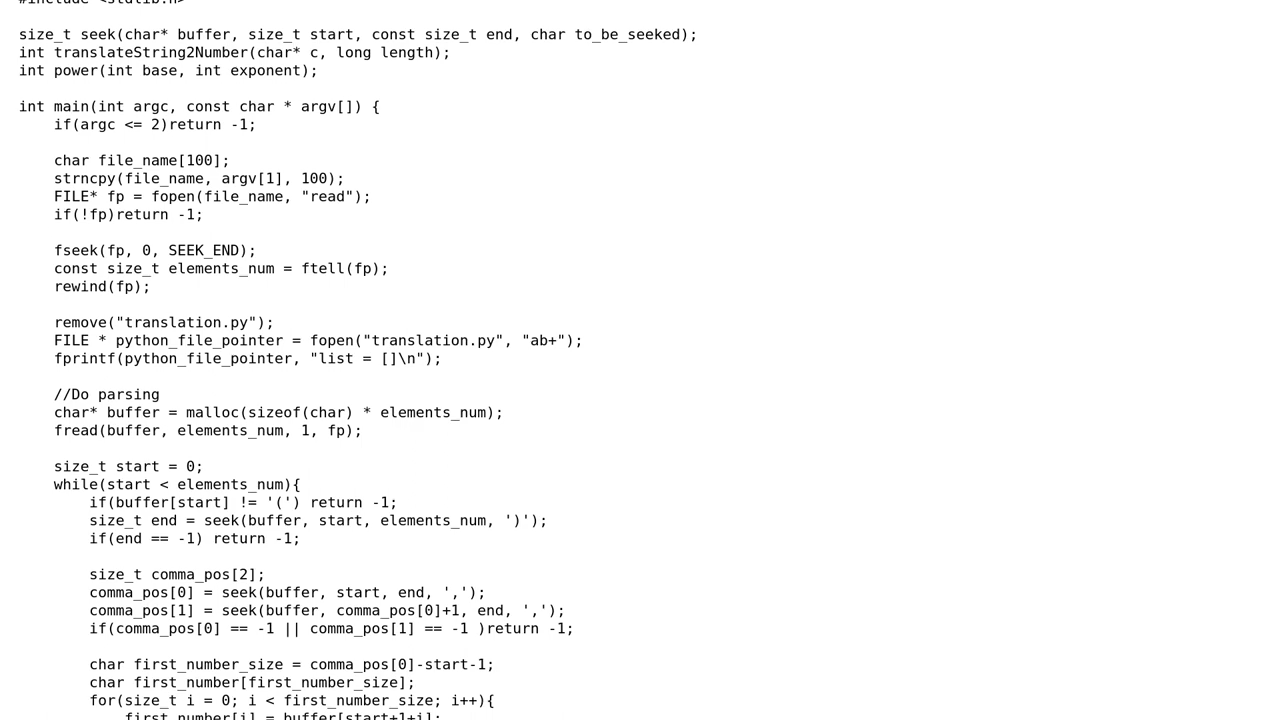 #include <stdlib.h>
size_t seek(char* buffer, size_t start, const size_t end, char to_be_seeked);
int translateString2Number(char* c, long length);
int power(int base, int exponent);
int main(int argc, const char * argv[]) {
    if(argc <= 2)return -1;
    char file_name[100];
    strncpy(file_name, argv[1], 100);
    FILE* fp = fopen(file_name, "read");
    if(!fp)return -1;
    fseek(fp, 0, SEEK_END);
    const size_t elements_num = ftell(fp);
    rewind(fp);
    remove("translation.py");
    FILE * python_file_pointer = fopen("translation.py", "ab+");
    fprintf(python_file_pointer, "list = []\n");
    //Do parsing
    char* buffer = malloc(sizeof(char) * elements_num);
    fread(buffer, elements_num, 1, fp);
    size_t start = 0;
    while(start < elements_num){
        if(buffer[start] != '(') return -1;
        size_t end = seek(buffer, start, elements_num, ')');
        if(end == -1) return -1;
        size_t comma_pos[2];
        comma_pos[0] = seek(buffer, start, end, ',');
        comma_pos[1] = seek(buffer, comma_pos[0]+1, end, ',');
        if(comma_pos[0] == -1 || comma_pos[1] == -1 )return -1;
        char first_number_size = comma_pos[0]-start-1;
        char first_number[first_number_size];
        for(size_t i = 0; i < first_number_size; i++){
            first_number[i] = buffer[start+1+i];